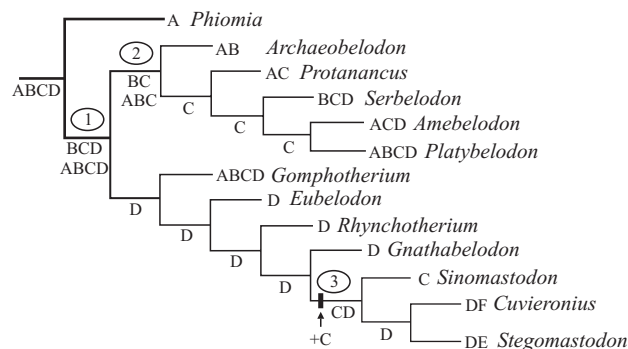 A Phiomia
2
AB Archaeobelodon
ABCD
BC
AC Protanancus
ABC
C
BCD Serbelodon
1
C
ACD Amebelodon
BCD
C
ABCD Platybelodon
ABCD
ABCD Gomphotherium
D Eubelodon
D
D Rhynchotherium
D
D Gnathabelodon
D
D
3
C Sinomastodon
CD
DF Cuvieronius
+C
D
DE Stegomastodon